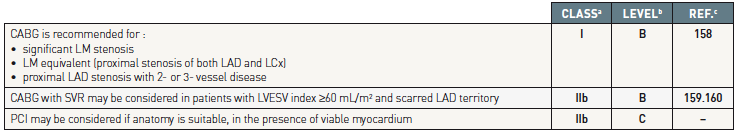 CLASSᵃ LEVELᵇ REF.ᶜ
CABG is recommended for : I B 158
• significant LM stenosis
• LM equivalent (proximal stenosis of both LAD and LCx)
• proximal LAD stenosis with 2- or 3- vessel disease
CABG with SVR may be considered in patients with LVESV index ≥60 mL/m² and scarred LAD territory IIb B 159.160
PCI may be considered if anatomy is suitable, in the presence of viable myocardium IIb C –